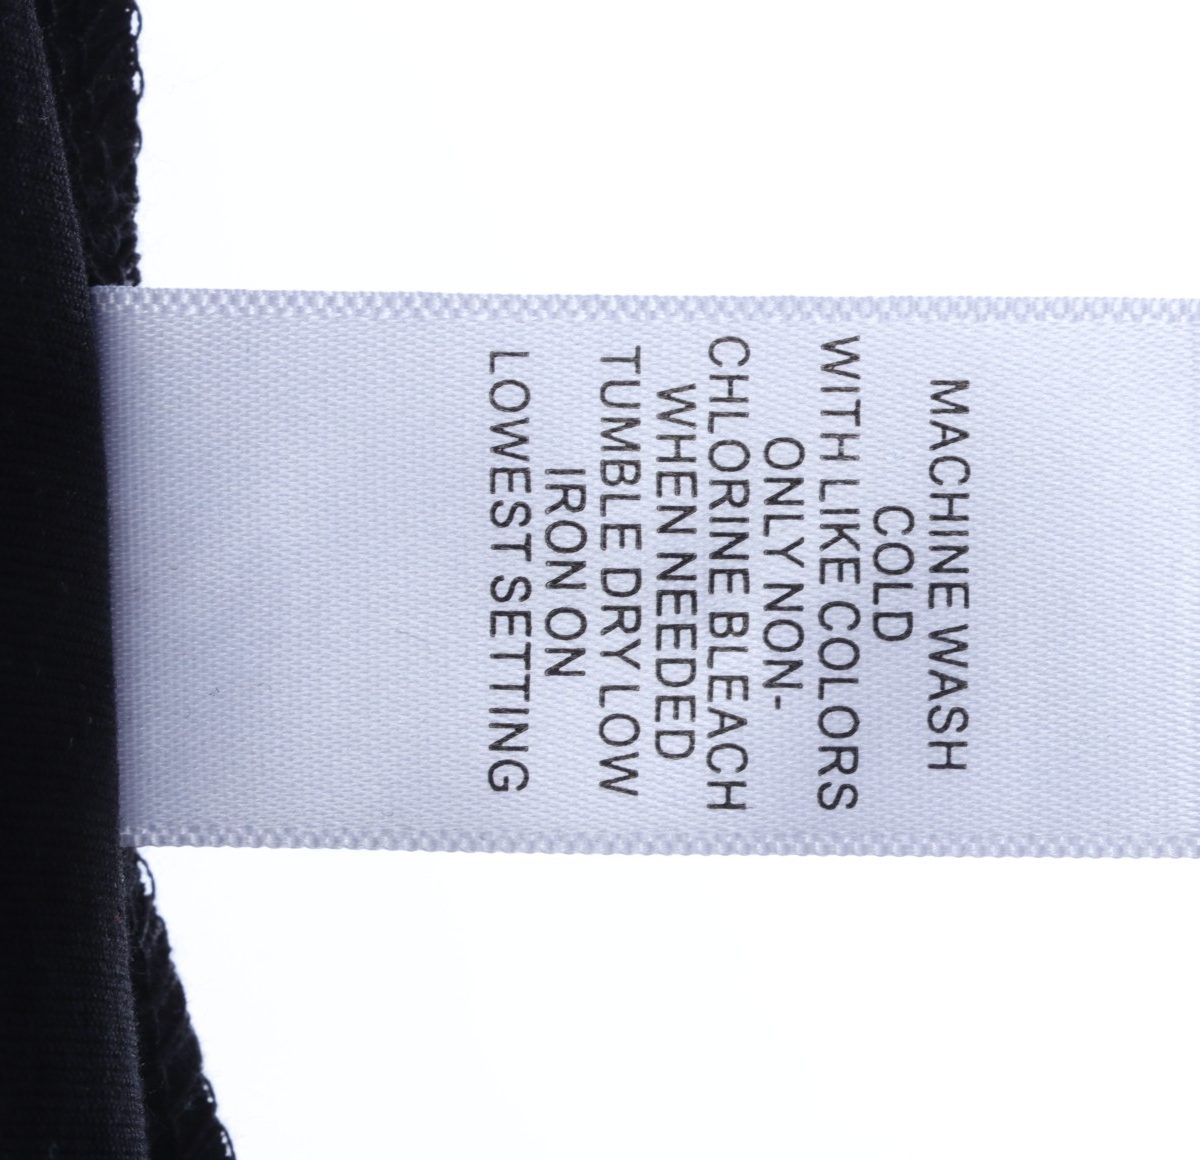 MACHINE WASH
COLD
WITH LIKE COLORS
ONLY NON-
CHLORINE BLEACH
WHEN NEEDED
TUMBLE DRY LOW
IRON ON
LOWEST SETTING